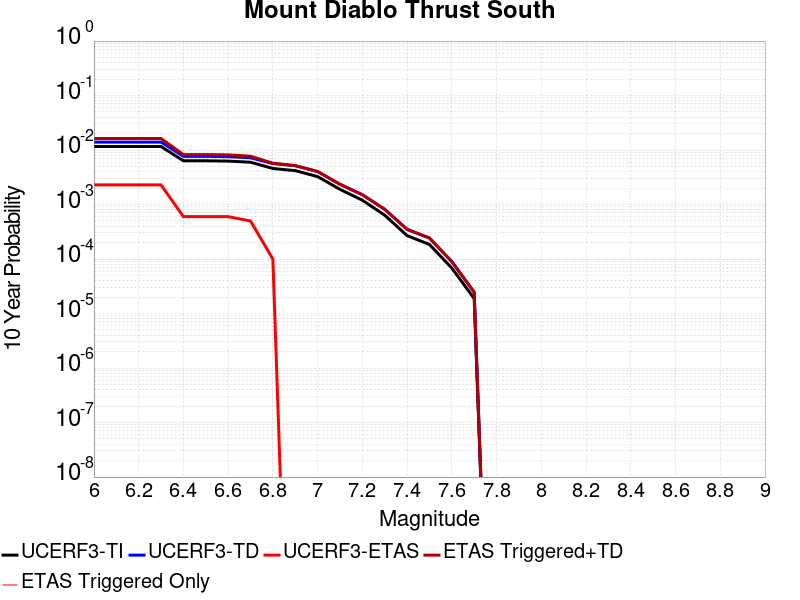 Mount Diablo Thrust South
10^0
10^-1
10^-2
10^-3
10^-4
10^-5
10^-6
10^-7
10^-8
10 Year Probability
6 6.2 6.4 6.6 6.8 7 7.2 7.4 7.6 7.8 8 8.2 8.4 8.6 8.8 9
Magnitude
UCERF3-TI UCERF3-TD UCERF3-ETAS ETAS Triggered+TD
ETAS Triggered Only